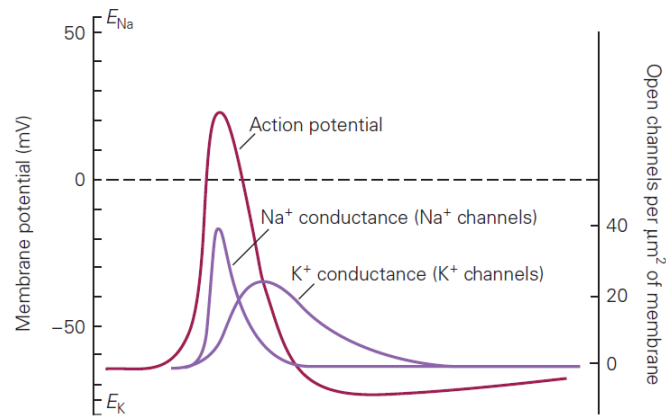 E_Na
50
Action potential
0
Na⁺ conductance (Na⁺ channels)
40
K⁺ conductance (K⁺ channels)
20
−50
0
E_K
Membrane potential (mV)
Open channels per μm² of membrane